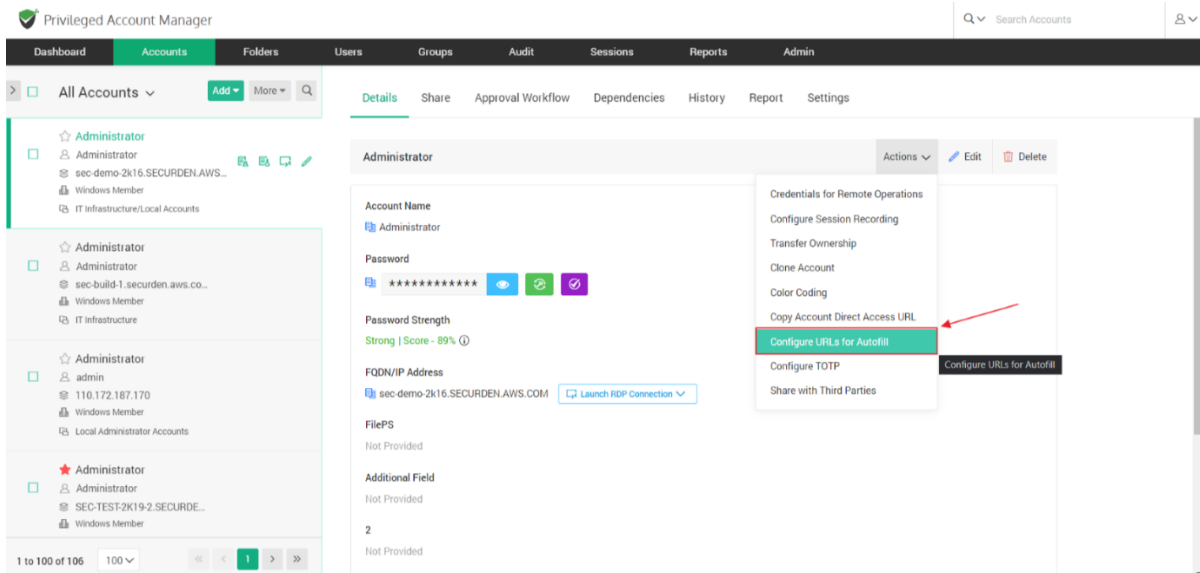 Privileged Account Manager
Search Accounts
Dashboard Accounts Folders Users Groups Audit Sessions Reports Admin
All Accounts
Add
More
Administrator
Administrator
sec-demo-2k16.SECURDEN.AWS...
Windows Member
IT Infrastructure/Local Accounts
Administrator
Administrator
sec-build-1.securden.aws.co...
Windows Member
IT Infrastructure
Administrator
admin
110.172.187.170
Windows Member
Local Administrator Accounts
Administrator
Administrator
SEC-TEST-2K19-2.SECURDE...
Windows Member
1 to 100 of 106
100
« < 1 > »
Details Share Approval Workflow Dependencies History Report Settings
Administrator
Actions
Edit
Delete
Account Name
Administrator
Password
************
Password Strength
Strong | Score - 89%
FQDN/IP Address
sec-demo-2k16.SECURDEN.AWS.COM
Launch RDP Connection
FilePS
Not Provided
Additional Field
Not Provided
2
Not Provided
Credentials for Remote Operations
Configure Session Recording
Transfer Ownership
Clone Account
Color Coding
Copy Account Direct Access URL
Configure URLs for Autofill
Configure TOTP
Share with Third Parties
Configure URLs for Autofill